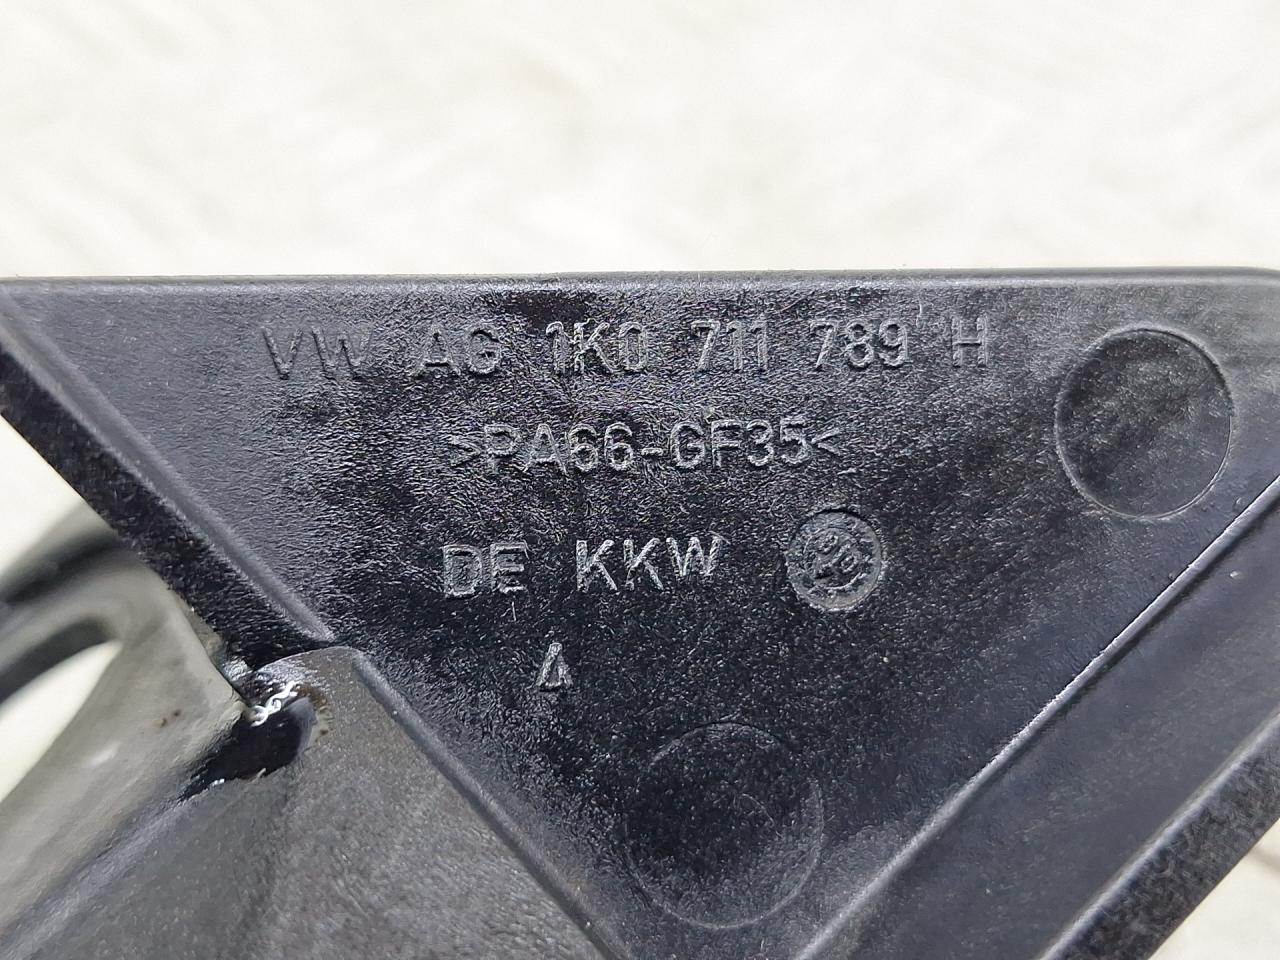 VW AG 1K0 711 789 H
>PA66-GF35<
DE KKW